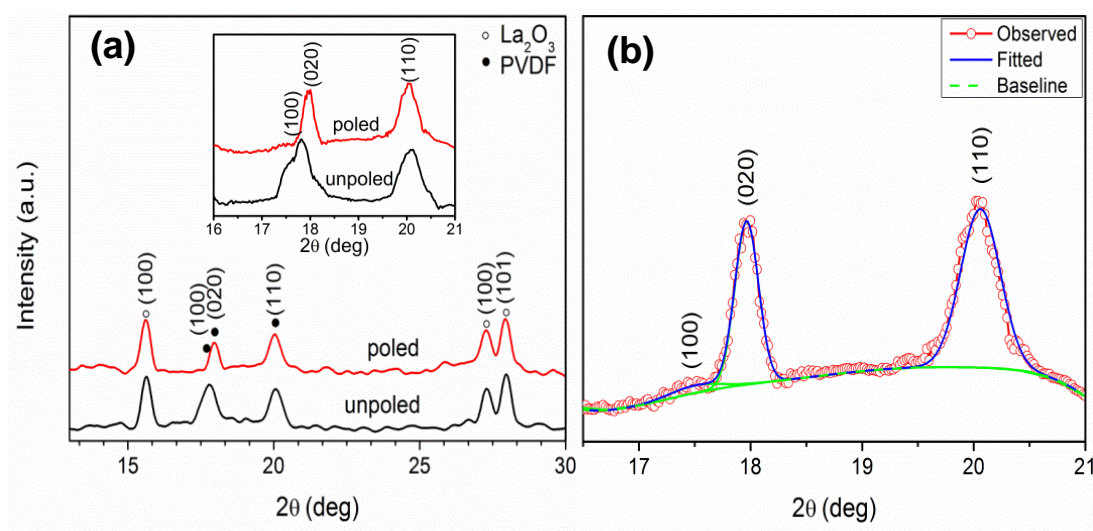 (a)
○ La₂O₃
● PVDF
(100)
(020)
(110)
poled
unpoled
16 17 18 19 20 21
2θ (deg)
Intensity (a.u.)
(100)
(100)
(020)
(110)
(100)
(101)
poled
unpoled
15 20 25 30
2θ (deg)
(b)
Observed
Fitted
Baseline
(100)
(020)
(110)
17 18 19 20 21
2θ (deg)